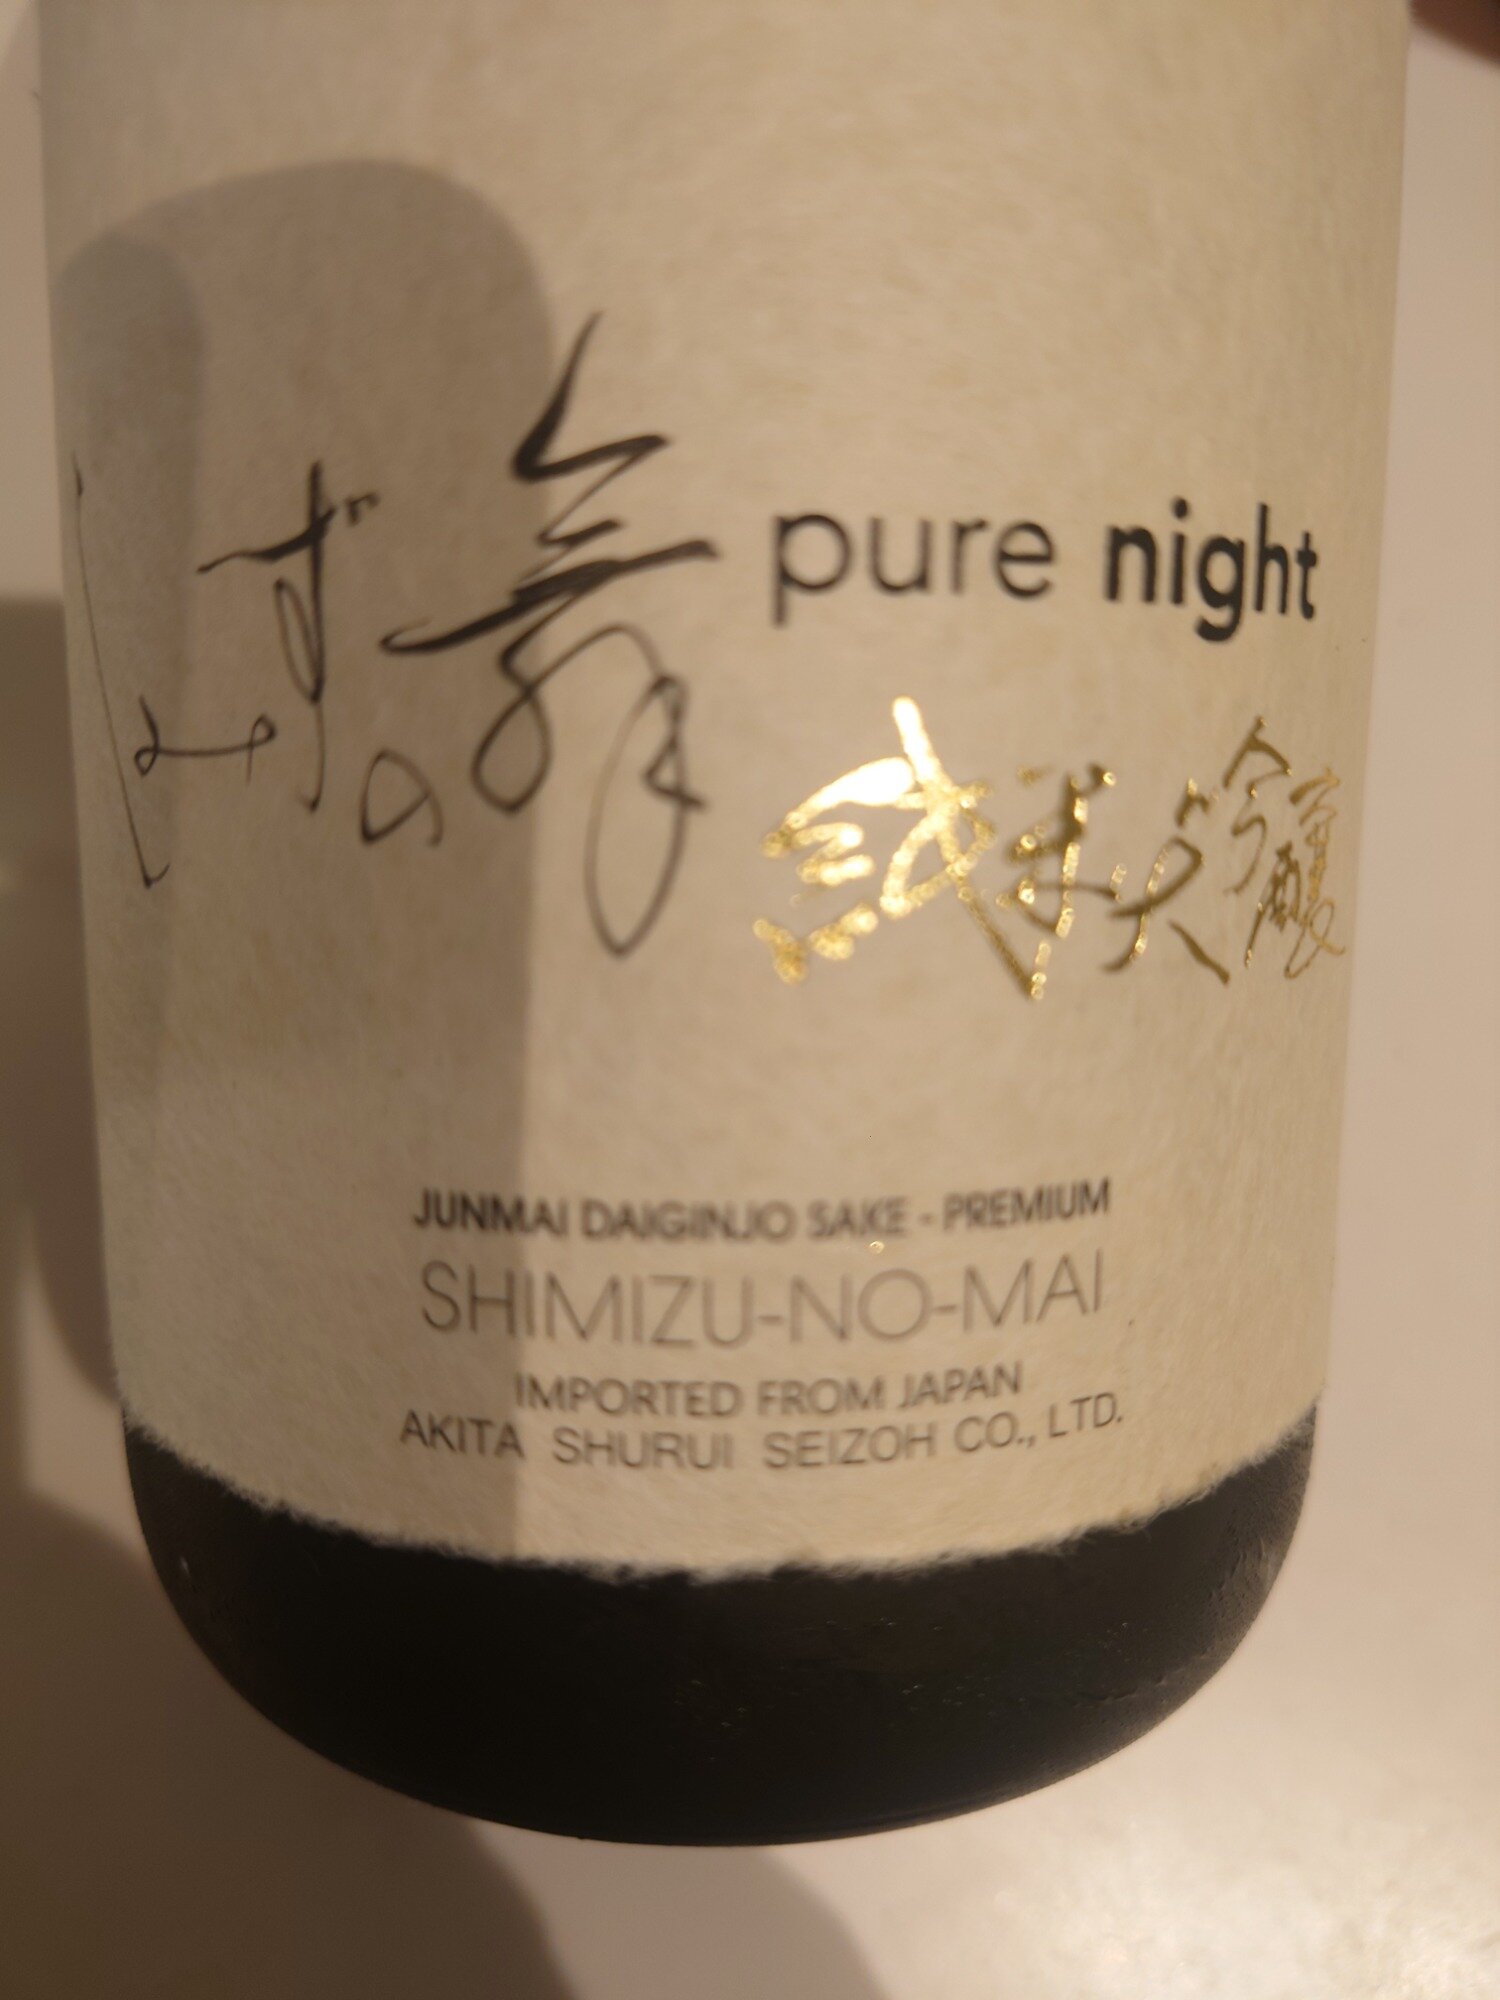 しみずの舞
pure night
純米大吟醸
JUNMAI DAIGINJO SAKE - PREMIUM
SHIMIZU-NO-MAI
IMPORTED FROM JAPAN
AKITA SHURUI SEIZOH CO., LTD.